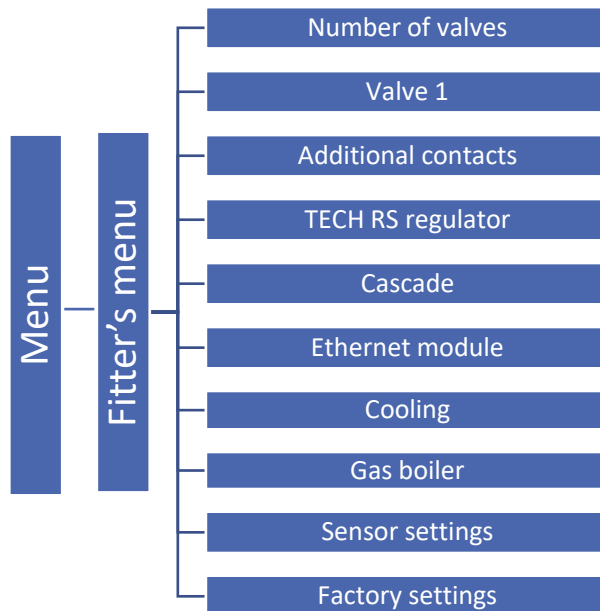 Menu
Fitter’s menu
Number of valves
Valve 1
Additional contacts
TECH RS regulator
Cascade
Ethernet module
Cooling
Gas boiler
Sensor settings
Factory settings